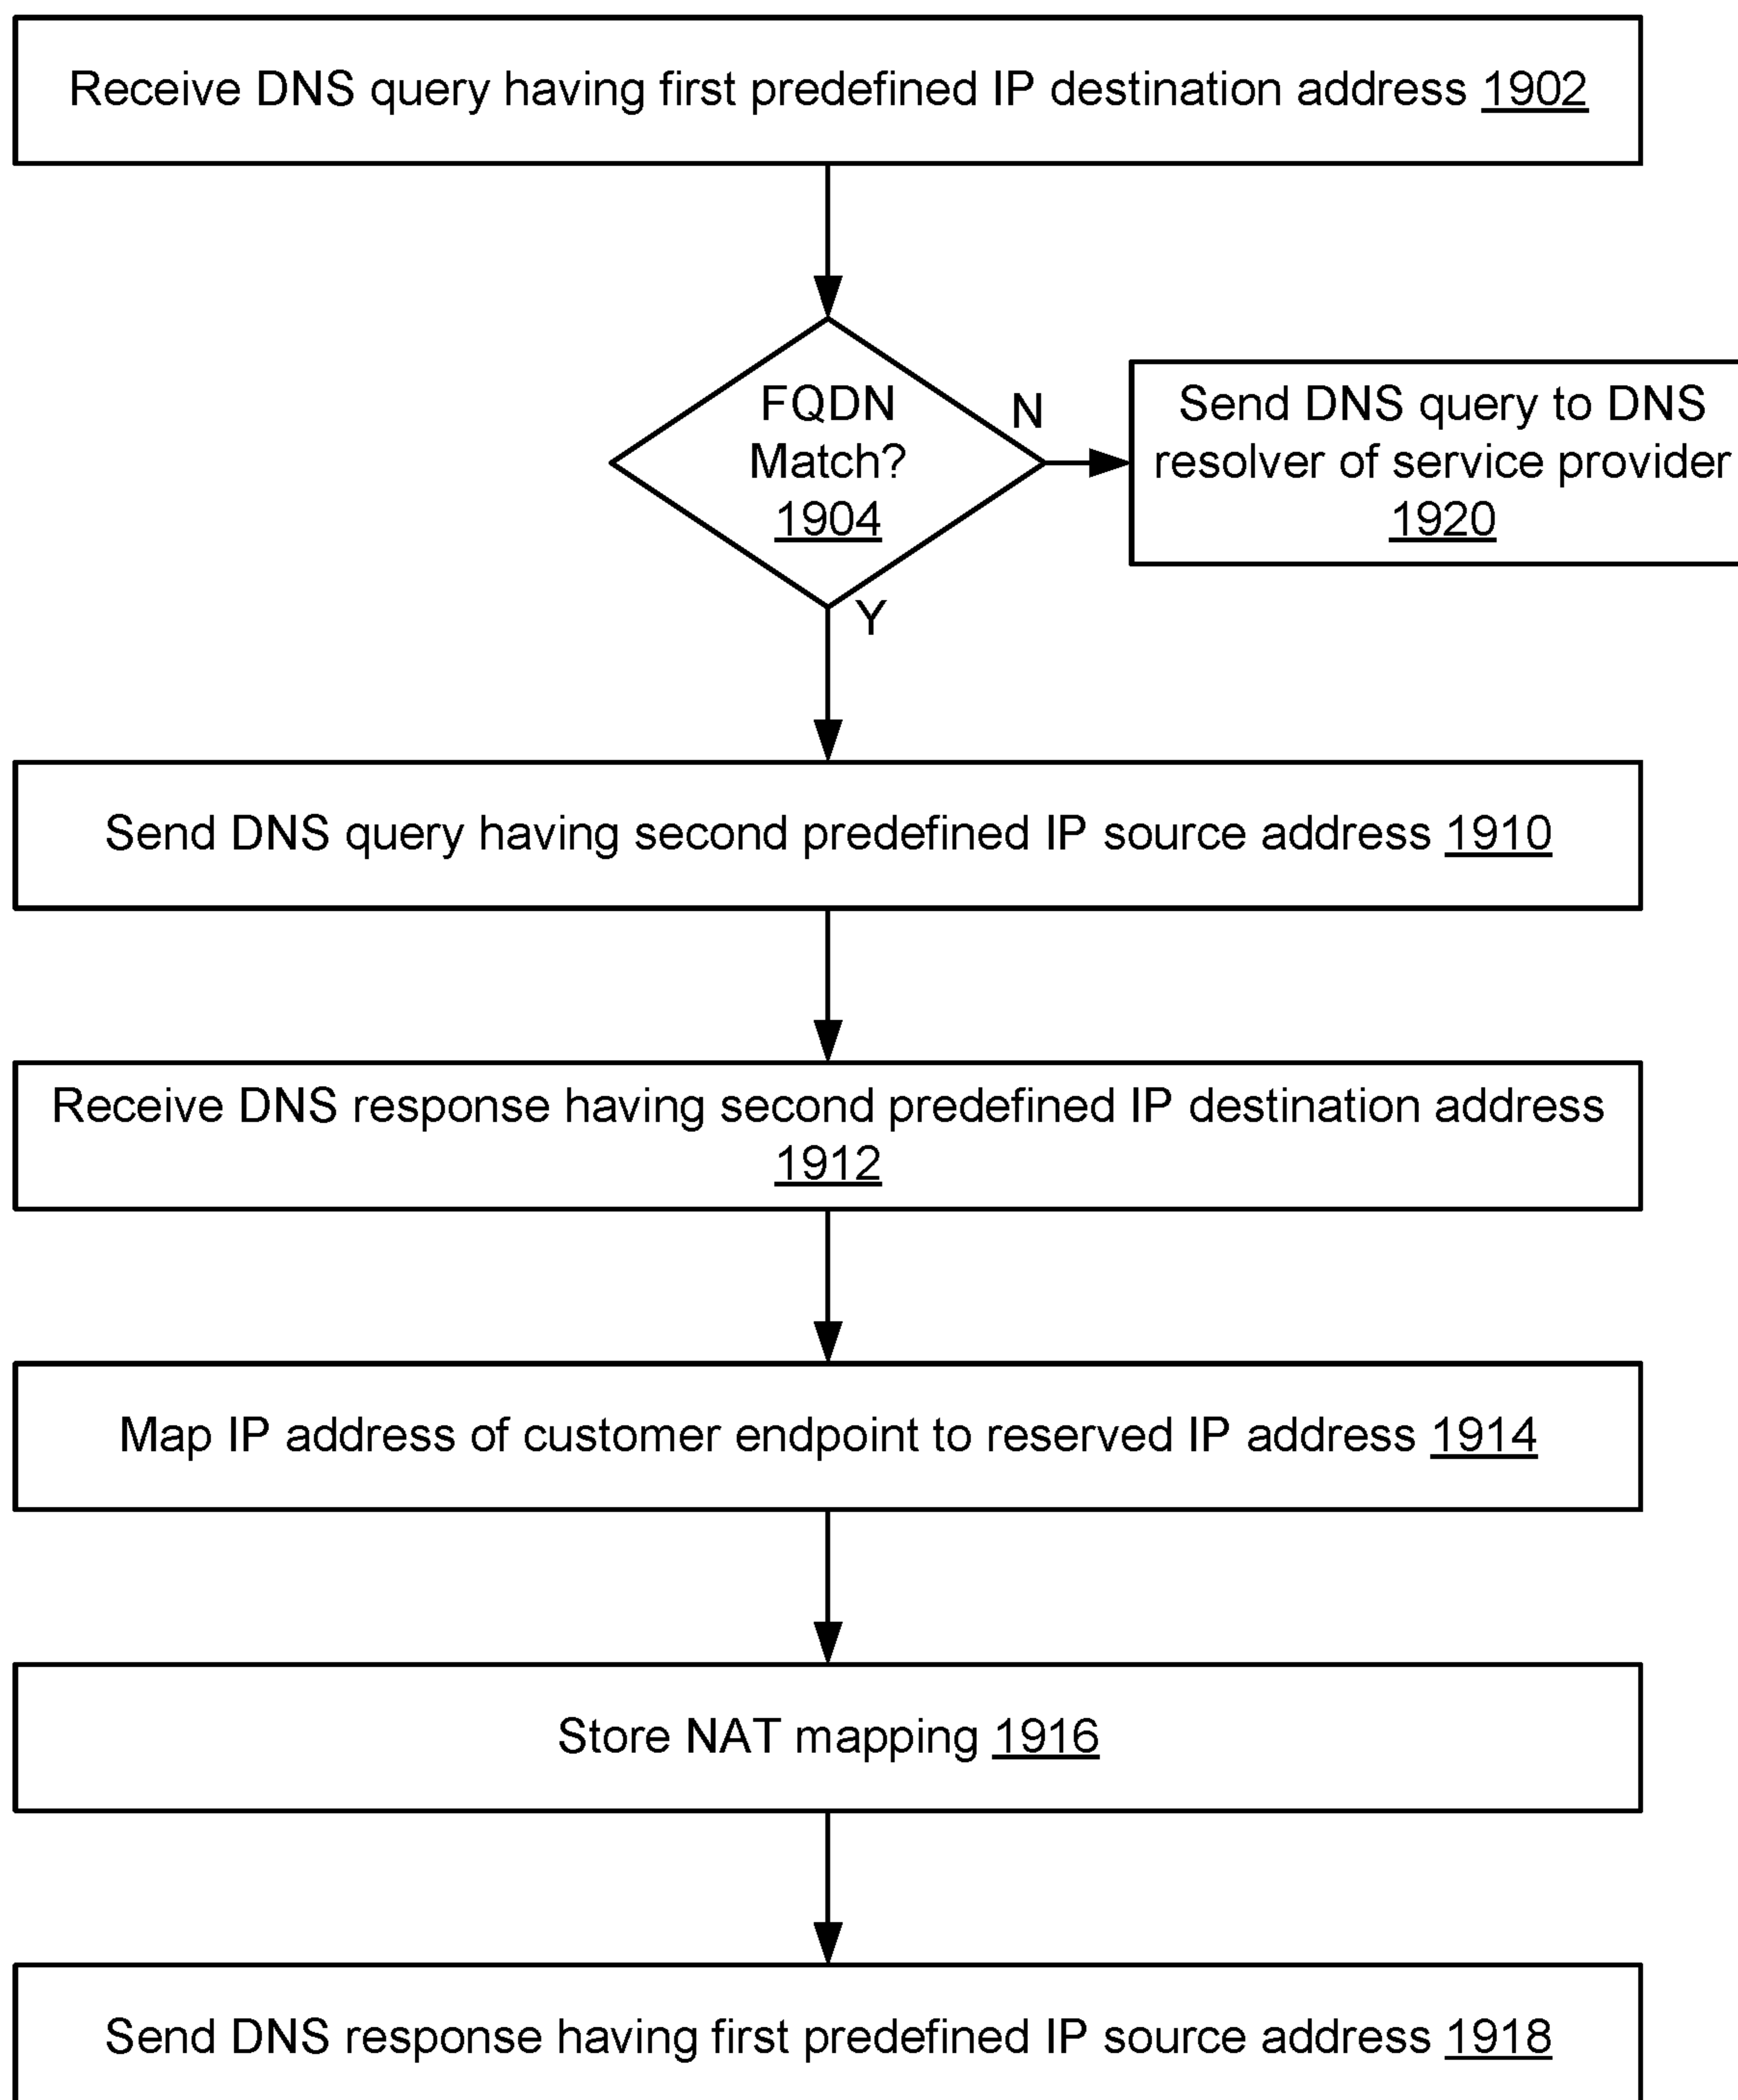 Receive DNS query having first predefined IP destination address 1902
FQDN
Match?
1904
N
Send DNS query to DNS
resolver of service provider
1920
Y
Send DNS query having second predefined IP source address 1910
Receive DNS response having second predefined IP destination address
1912
Map IP address of customer endpoint to reserved IP address 1914
Store NAT mapping 1916
Send DNS response having first predefined IP source address 1918